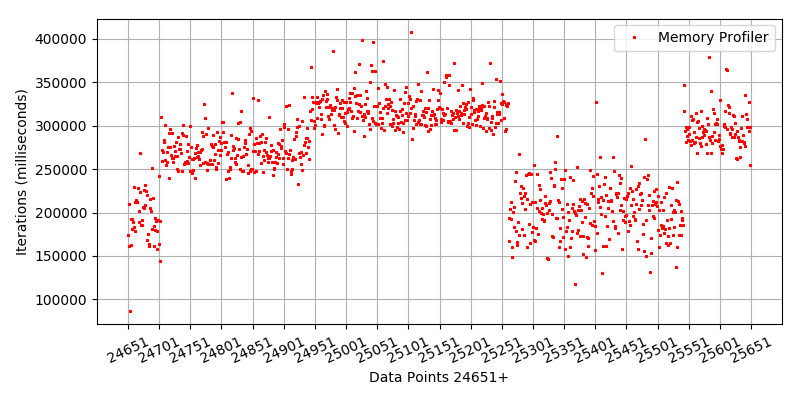 Memory Profiler
400000
350000
300000
250000
200000
150000
100000
Iterations (milliseconds)
24651 24701 24751 24801 24851 24901 24951 25001 25051 25101 25151 25201 25251 25301 25351 25401 25451 25501 25551 25601 25651
Data Points 24651+